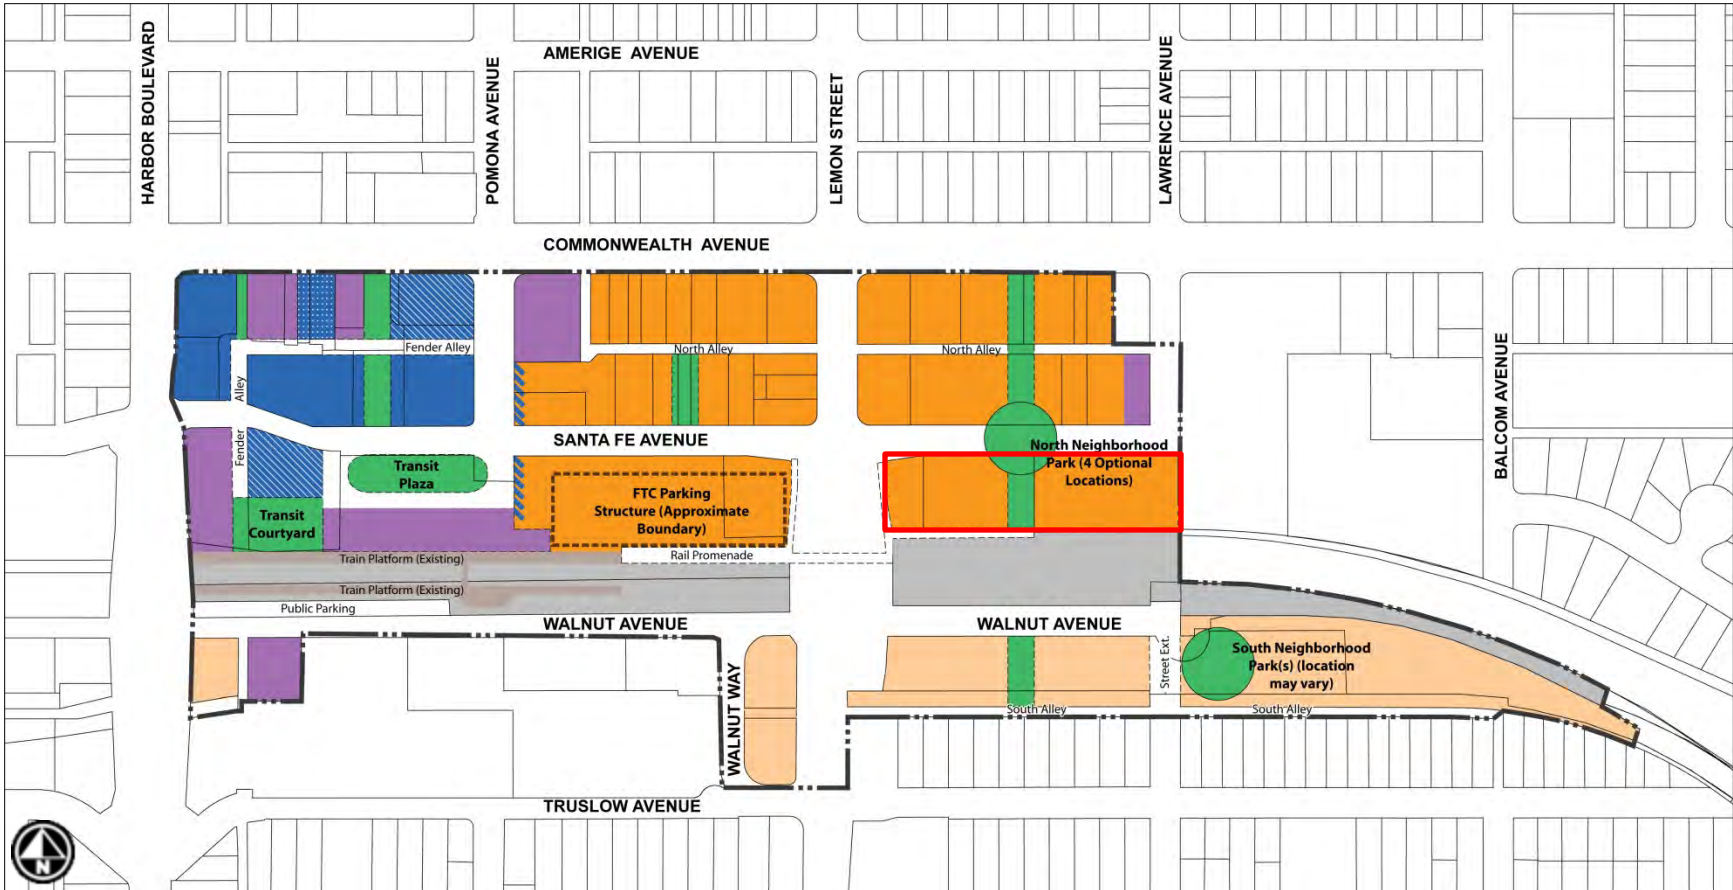 AMERIGE AVENUE
HARBOR BOULEVARD
POMONA AVENUE
LEMON STREET
LAWRENCE AVENUE
COMMONWEALTH AVENUE
Fender Alley
North Alley
North Alley
BALCOM AVENUE
Fender Alley
SANTA FE AVENUE
North Neighborhood
Park (4 Optional
Locations)
Transit
Plaza
FTC Parking
Structure (Approximate
Boundary)
Transit
Courtyard
Train Platform (Existing)
Rail Promenade
Train Platform (Existing)
Public Parking
WALNUT AVENUE
WALNUT AVENUE
Street Ext.
South Neighborhood
Park(s) (location
may vary)
WALNUT WAY
South Alley
South Alley
TRUSLOW AVENUE
N